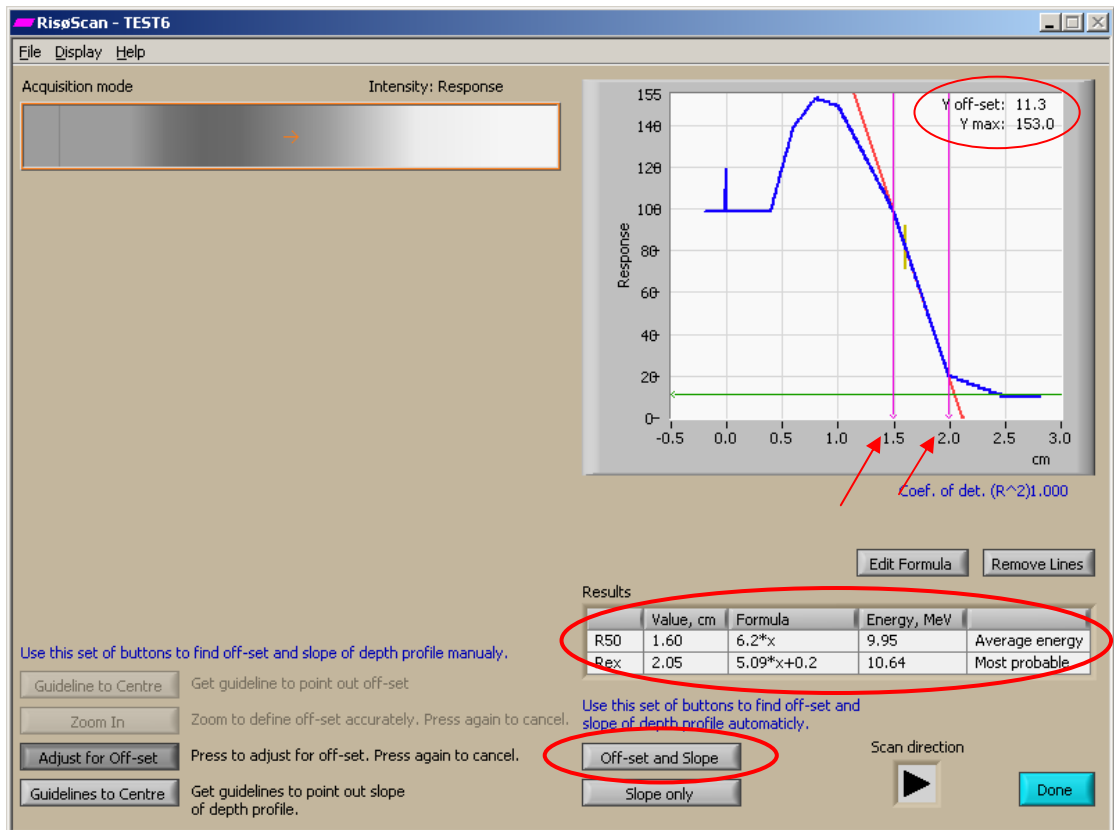 RisøScan - TEST6
File Display Help
Acquisition mode
Intensity: Response
Y off-set: 11.3
Y max: 153.0
155
140
120
100
80
60
40
20
0
Response
-0.5 0.0 0.5 1.0 1.5 2.0 2.5 3.0
cm
Coef. of det. (R^2)1.000
Edit Formula
Remove Lines
Results
Value, cm Formula Energy, MeV
R50 1.60 6.2*x 9.95 Average energy
Rex 2.05 5.09*x+0.2 10.64 Most probable
Use this set of buttons to find off-set and slope of depth profile manualy.
Guideline to Centre
Get guideline to point out off-set
Zoom In
Zoom to define off-set accurately. Press again to cancel.
Adjust for Off-set
Press to adjust for off-set. Press again to cancel.
Guidelines to Centre
Get guidelines to point out slope
of depth profile.
Use this set of buttons to find off-set and
slope of depth profile automaticly.
Off-set and Slope
Slope only
Scan direction
Done